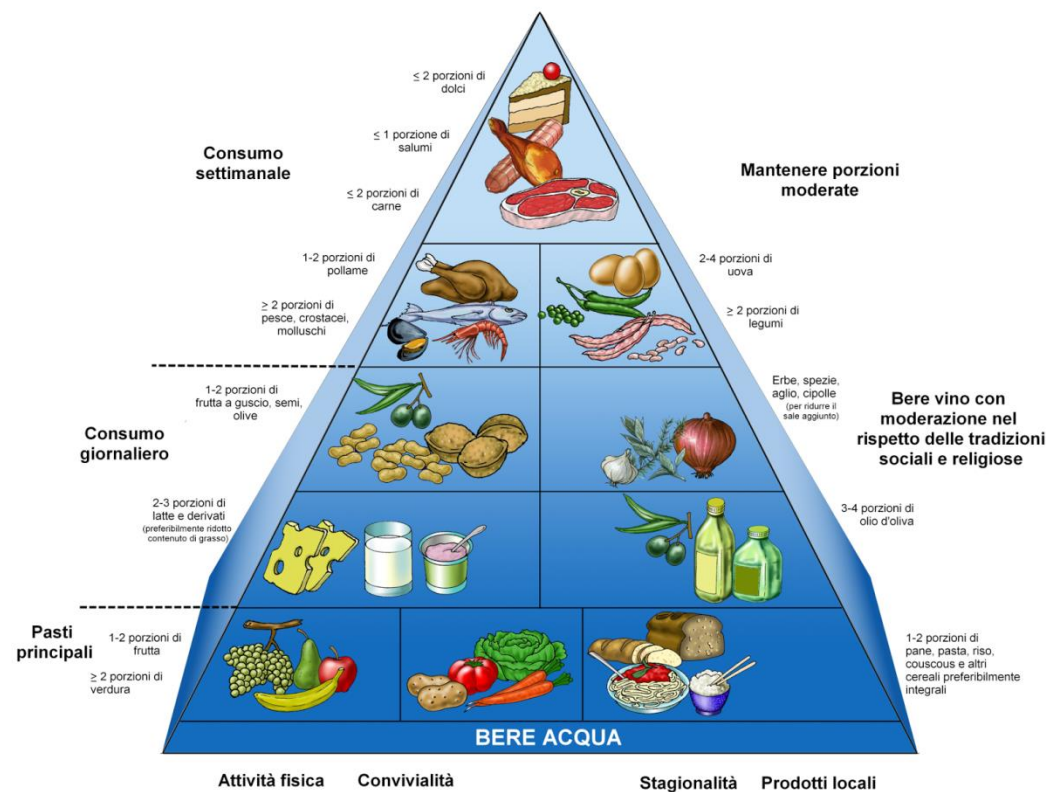 ≤ 2 porzioni di
dolci
≤ 1 porzione di
salumi
Consumo
settimanale
≤ 2 porzioni di
carne
Mantenere porzioni
moderate
1-2 porzioni di
pollame
2-4 porzioni di
uova
≥ 2 porzioni di
pesce, crostacei,
molluschi
≥ 2 porzioni di
legumi
1-2 porzioni di
frutta a guscio, semi,
olive
Erbe, spezie,
aglio, cipolle
(per ridurre il
sale aggiunto)
Consumo
giornaliero
Bere vino con
moderazione nel
rispetto delle tradizioni
sociali e religiose
2-3 porzioni di
latte e derivati
(preferibilmente ridotto
contenuto di grasso)
3-4 porzioni di
olio d'oliva
Pasti
principali
1-2 porzioni di
frutta
≥ 2 porzioni di
verdura
1-2 porzioni di
pane, pasta, riso,
couscous e altri
cereali preferibilmente
integrali
BERE ACQUA
Attività fisica
Convivialità
Stagionalità
Prodotti locali